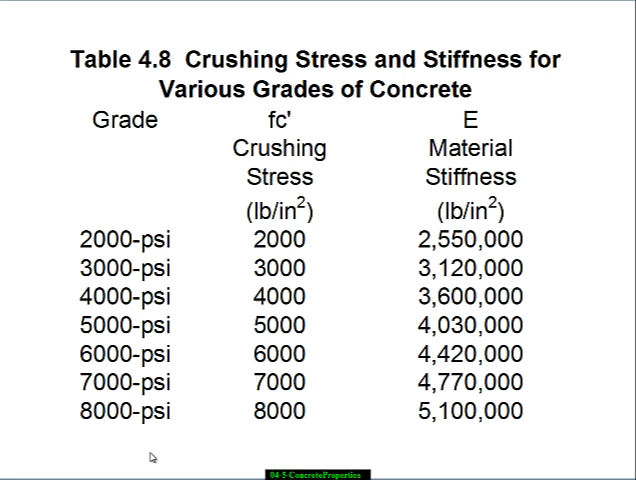 Table 4.8 Crushing Stress and Stiffness for
Various Grades of Concrete
Grade fc' E
Crushing Material
Stress Stiffness
(lb/in²) (lb/in²)
2000-psi 2000 2,550,000
3000-psi 3000 3,120,000
4000-psi 4000 3,600,000
5000-psi 5000 4,030,000
6000-psi 6000 4,420,000
7000-psi 7000 4,770,000
8000-psi 8000 5,100,000
04-5-ConcreteProperties